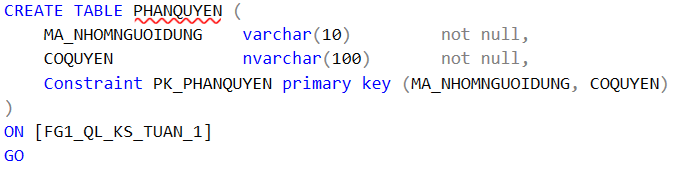 CREATE TABLE PHANQUYEN (
MA_NHOMNGUOIDUNG varchar(10) not null,
COQUYEN nvarchar(100) not null,
Constraint PK_PHANQUYEN primary key (MA_NHOMNGUOIDUNG, COQUYEN)
)
ON [FG1_QL_KS_TUAN_1]
GO